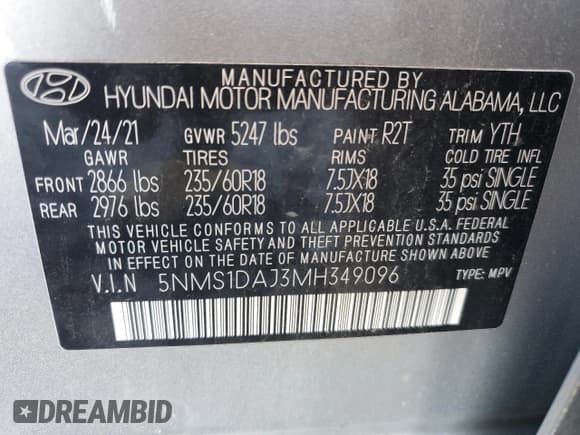 MANUFACTURED BY
HYUNDAI MOTOR MANUFACTURING ALABAMA, LLC
Mar/24/21 GVWR 5247 lbs PAINT R2T TRIM YTH
GAWR TIRES RIMS COLD TIRE INFL
FRONT 2866 lbs 235/60R18 7.5JX18 35 psi SINGLE
REAR 2976 lbs 235/60R18 7.5JX18 35 psi SINGLE
THIS VEHICLE CONFORMS TO ALL APPLICABLE U.S.A. FEDERAL
MOTOR VEHICLE SAFETY AND THEFT PREVENTION STANDARDS
IN EFFECT ON THE DATE OF MANUFACTURE SHOWN ABOVE
V.I.N 5NMS1DAJ3MH349096 TYPE: MPV
DREAMBID